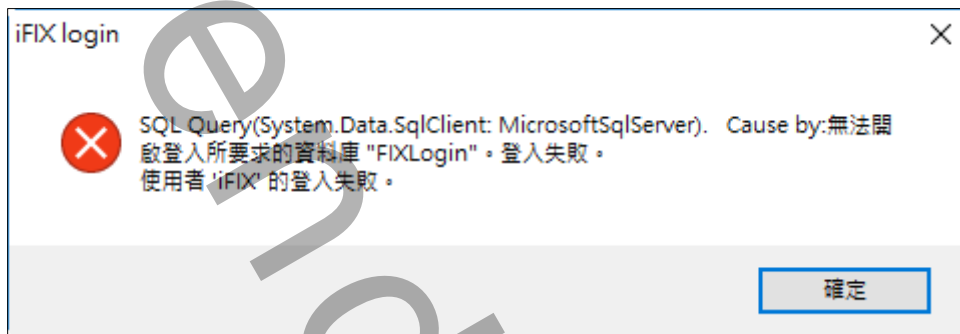 iFIX login
SQL Query(System.Data.SqlClient: MicrosoftSqlServer). Cause by:無法開
啟登入所要求的資料庫 "FIXLogin"。登入失敗。
使用者 'iFIX' 的登入失敗。
確定